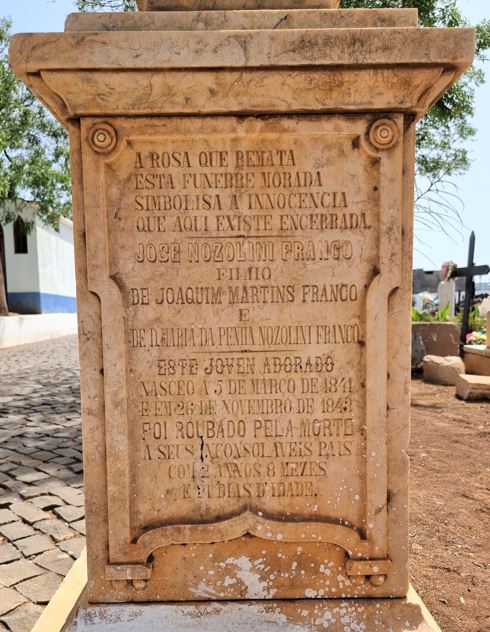 A ROSA QUE REMATA
ESTA FUNEBRE MORADA
SIMBOLISA A INNOCENCIA
QUE AQUI EXISTE ENCERRADA.
JOSÉ NOZOLINI FRANCO
FILHO
DE JOAQUIM MARTINS FRANCO
E
DE D. MARIA DA PENHA NOZOLINI FRANCO.
ESTE JOVEN ADORADO
NASCEO A 5 DE MARÇO DE 1841
E EM 26 DE NOVEMBRO DE 1843
FOI ROUBADO PELA MORTE
A SEUS INCONSOLAVEIS PAIS
COM 2 ANNOS 8 MEZES
E 21 DIAS D'IDADE.